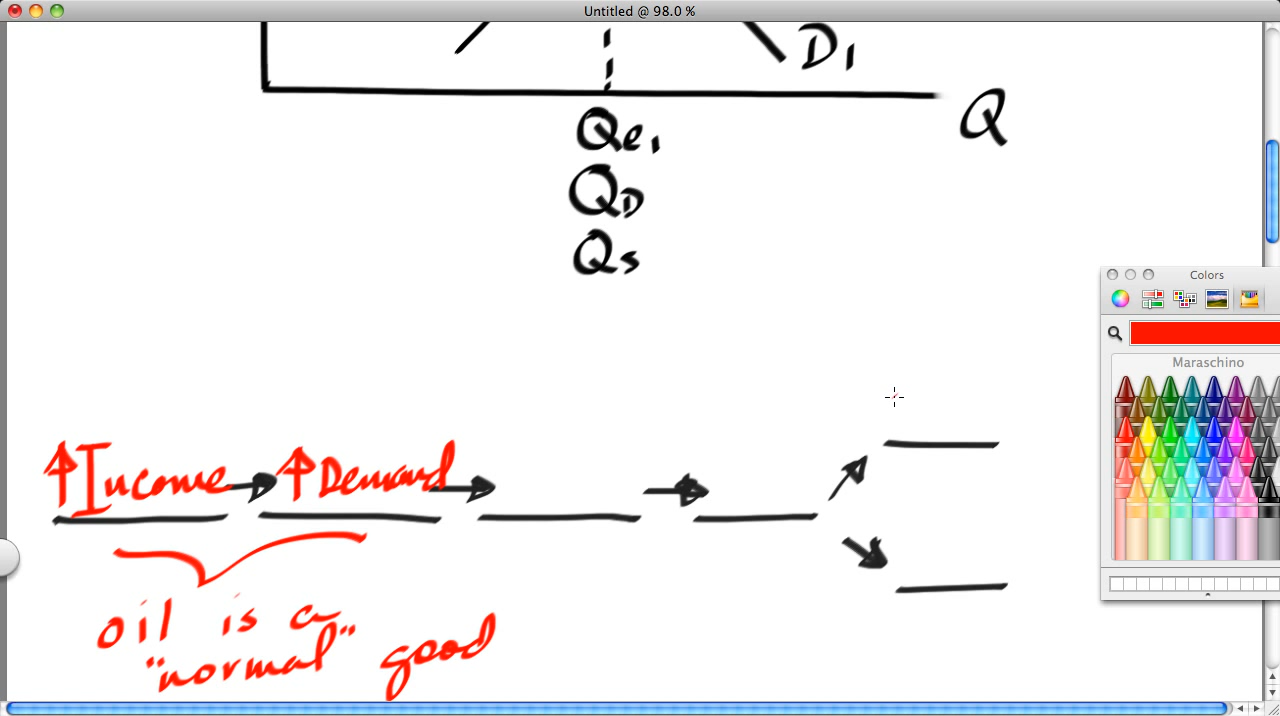 Untitled @ 98.0 %
D1
Q
Qe1
QD
Qs
Colors
Maraschino
↑Income → ↑Demand →
oil is a
"normal" good